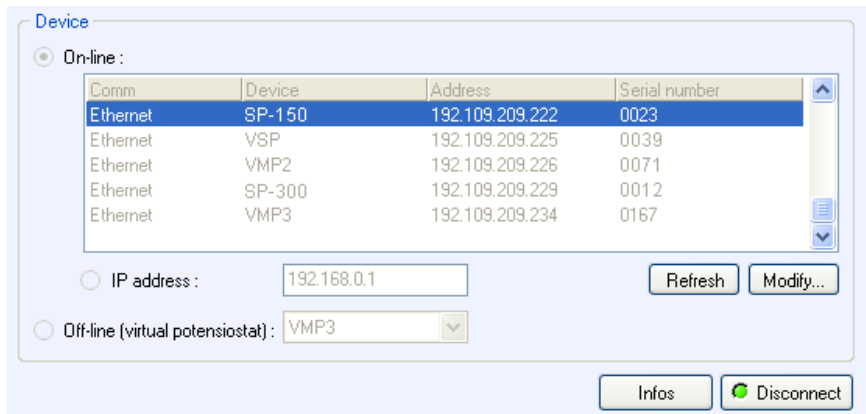 Device
On-line :
Comm Device Address Serial number
Ethernet SP-150 192.109.209.222 0023
Ethernet VSP 192.109.209.225 0039
Ethernet VMP2 192.109.209.226 0071
Ethernet SP-300 192.109.209.229 0012
Ethernet VMP3 192.109.209.234 0167
IP address : 192.168.0.1 Refresh Modify...
Off-line (virtual potensiostat) : VMP3
Infos Disconnect